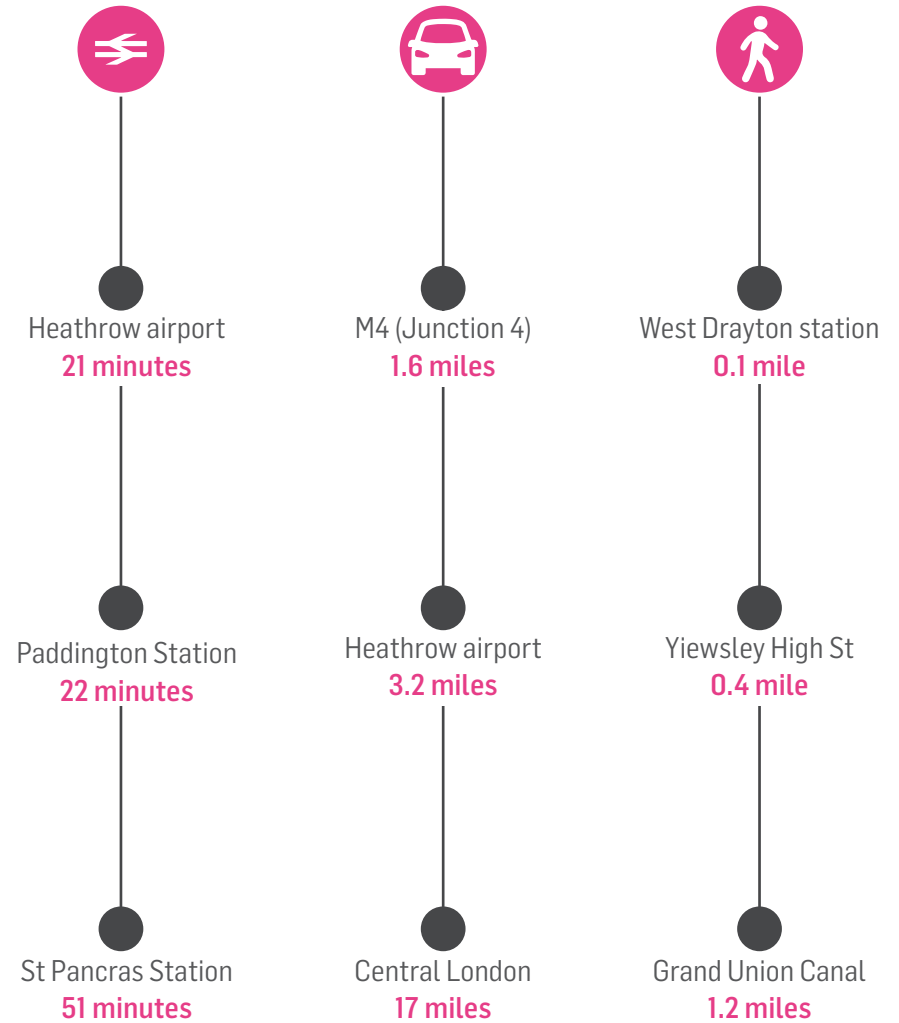 Heathrow airport
21 minutes
Paddington Station
22 minutes
St Pancras Station
51 minutes
M4 (Junction 4)
1.6 miles
Heathrow airport
3.2 miles
Central London
17 miles
West Drayton station
0.1 mile
Yiewsley High St
0.4 mile
Grand Union Canal
1.2 miles